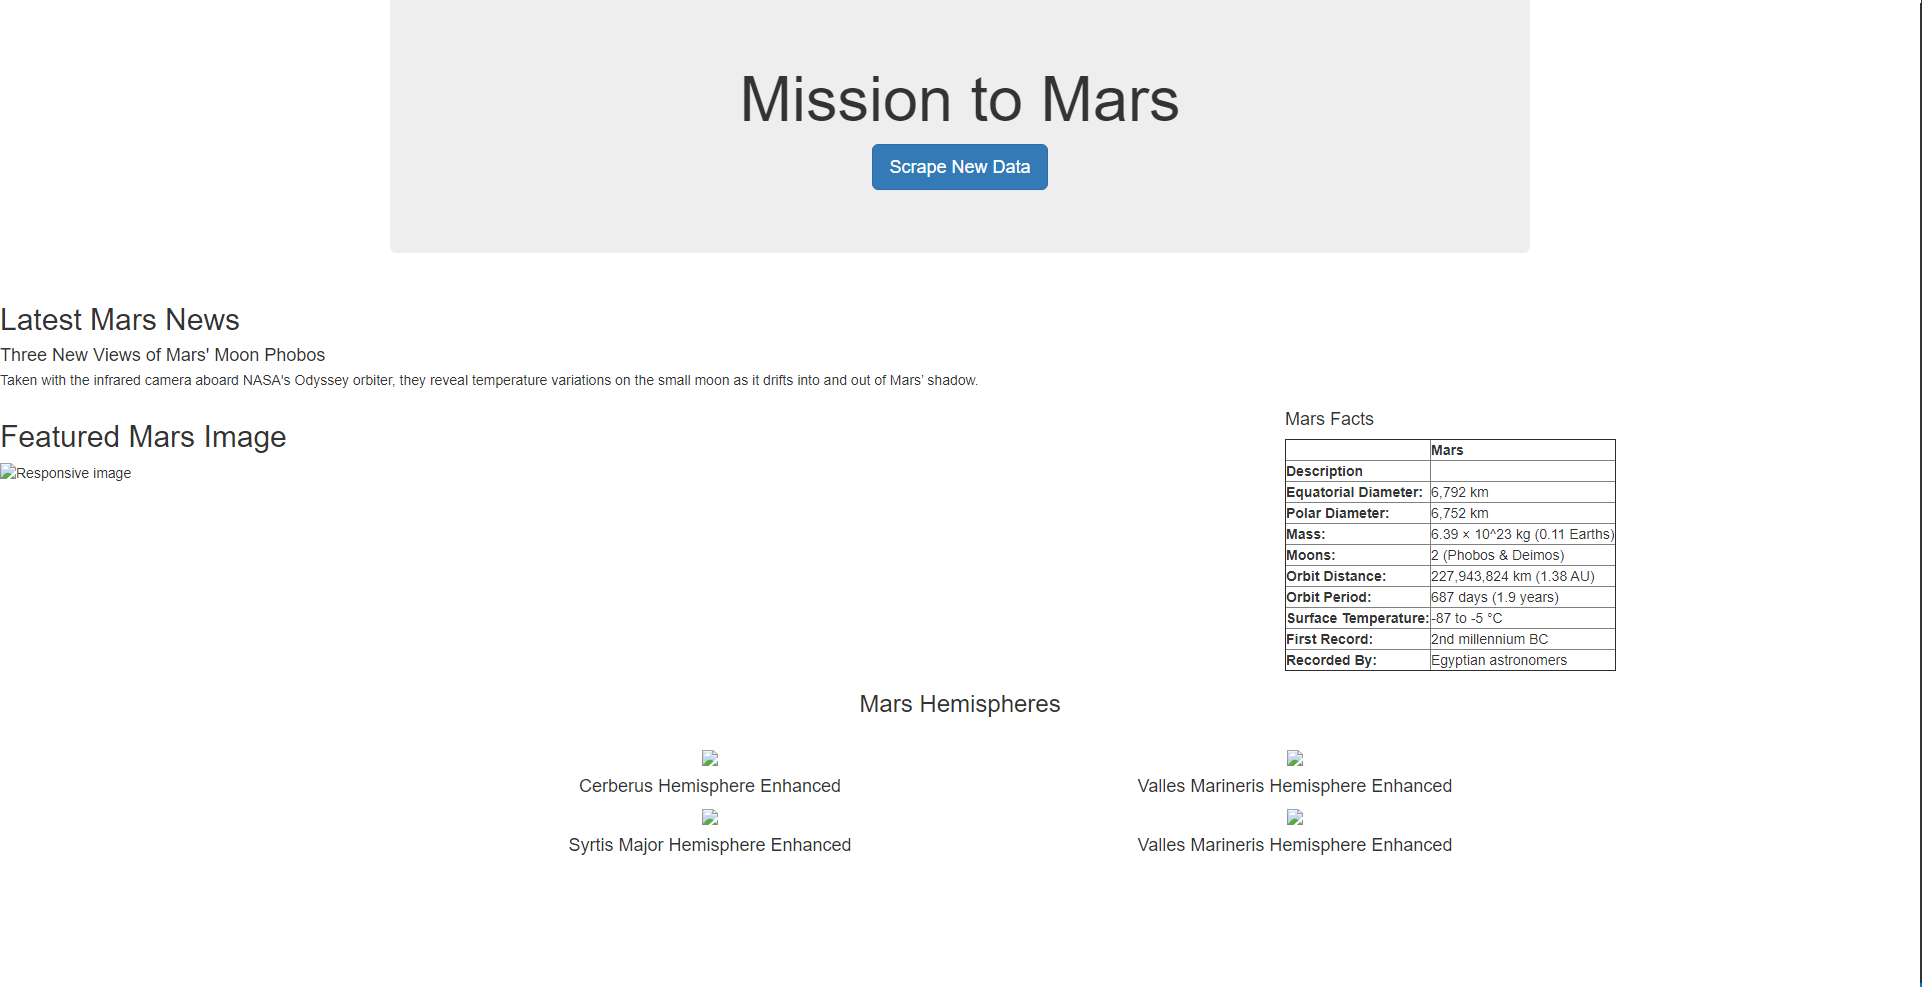 Mission to Mars
Scrape New Data
Latest Mars News
Three New Views of Mars' Moon Phobos
Taken with the infrared camera aboard NASA's Odyssey orbiter, they reveal temperature variations on the small moon as it drifts into and out of Mars’ shadow.
Featured Mars Image
Responsive image
Mars Facts
Mars
Description
Equatorial Diameter: 6,792 km
Polar Diameter: 6,752 km
Mass: 6.39 × 10^23 kg (0.11 Earths)
Moons: 2 (Phobos & Deimos)
Orbit Distance: 227,943,824 km (1.38 AU)
Orbit Period: 687 days (1.9 years)
Surface Temperature: -87 to -5 °C
First Record: 2nd millennium BC
Recorded By: Egyptian astronomers
Mars Hemispheres
Cerberus Hemisphere Enhanced
Valles Marineris Hemisphere Enhanced
Syrtis Major Hemisphere Enhanced
Valles Marineris Hemisphere Enhanced